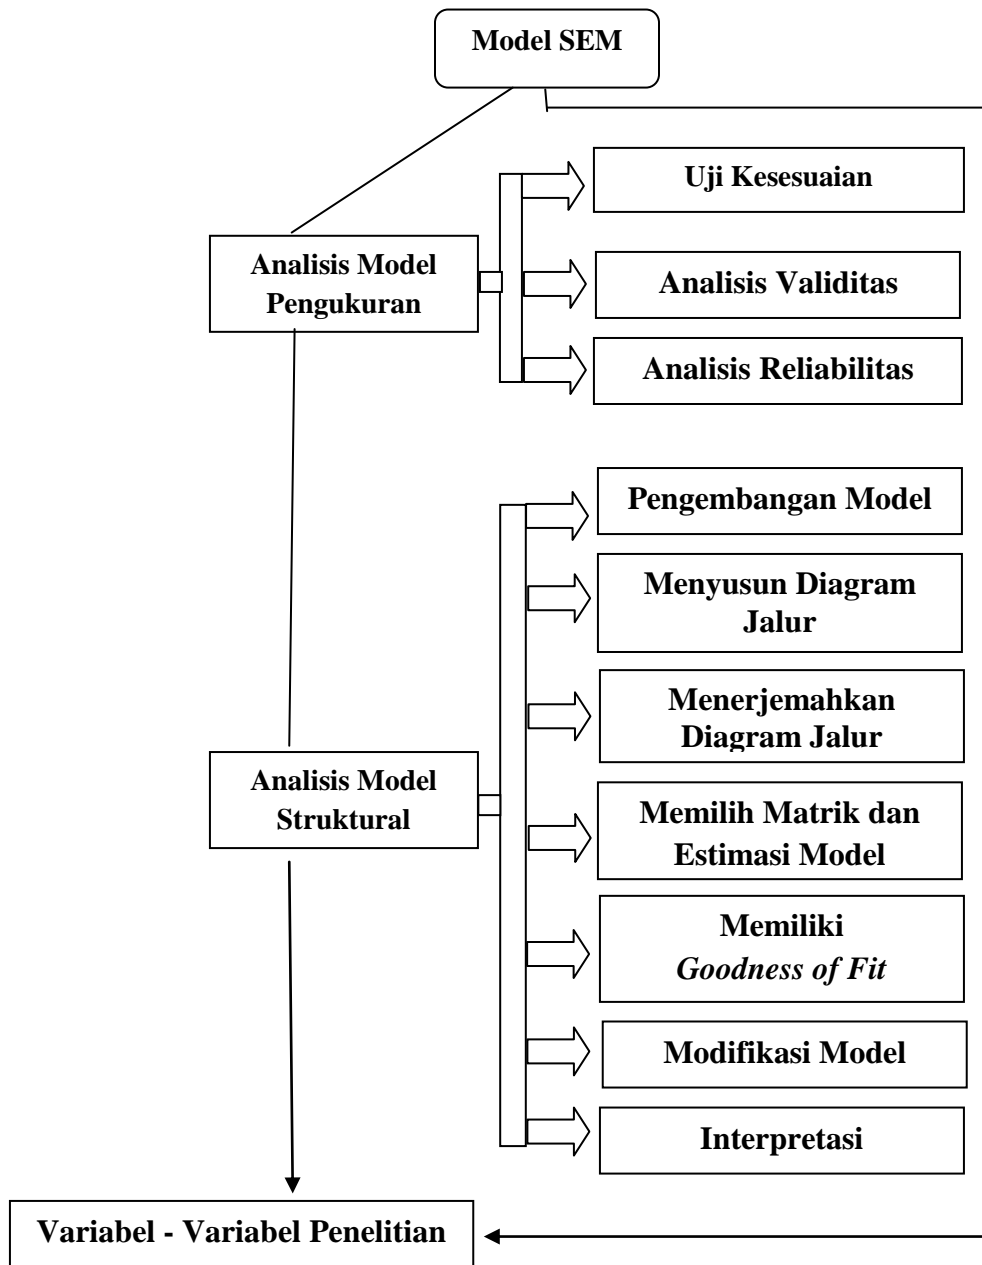 Model SEM
Uji Kesesuaian
Analisis Model
Pengukuran
Analisis Validitas
Analisis Reliabilitas
Pengembangan Model
Menyusun Diagram
Jalur
Menerjemahkan
Diagram Jalur
Analisis Model
Struktural
Memilih Matrik dan
Estimasi Model
Memiliki
Goodness of Fit
Modifikasi Model
Interpretasi
Variabel - Variabel Penelitian